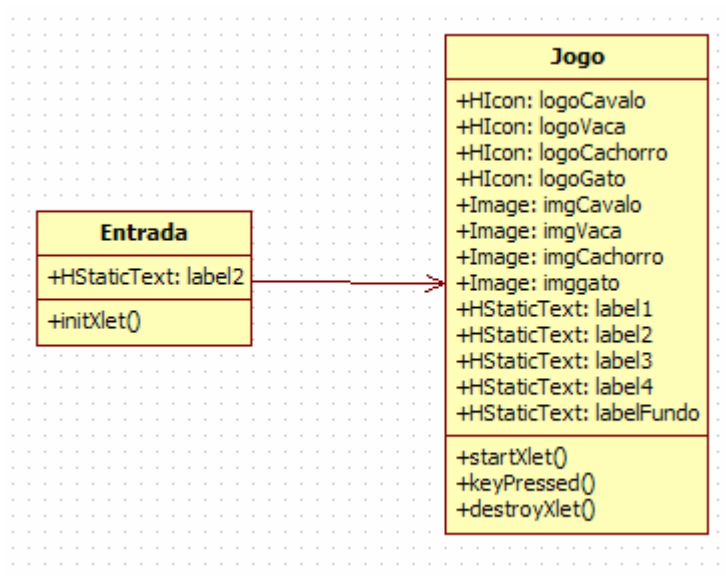 Entrada
+HStaticText: label2
+initXlet()
Jogo
+HIcon: logoCavalo
+HIcon: logoVaca
+HIcon: logoCachorro
+HIcon: logoGato
+Image: imgCavalo
+Image: imgVaca
+Image: imgCachorro
+Image: imggato
+HStaticText: label1
+HStaticText: label2
+HStaticText: label3
+HStaticText: label4
+HStaticText: labelFundo
+startXlet()
+keyPressed()
+destroyXlet()